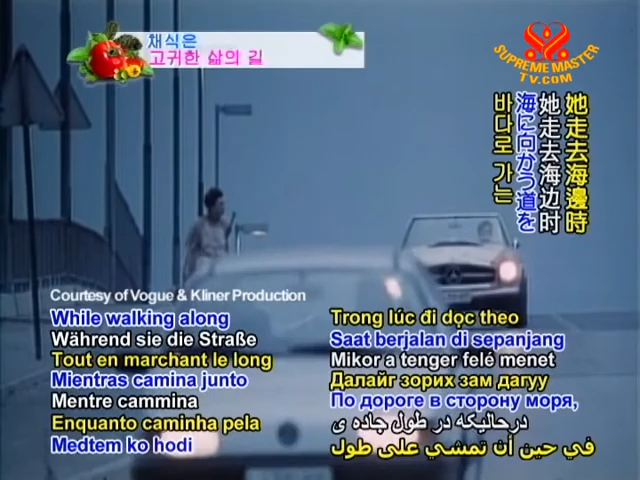 채식은
고귀한 삶의 길
SUPREME MASTER
TV.COM
她走去海邊時
她走去海边时
海に向かう道を
바다로 가는
Courtesy of Vogue & Kliner Production
While walking along
Während sie die Straße
Tout en marchant le long
Mientras camina junto
Mentre cammina
Enquanto caminha pela
Medtem ko hodi
Trong lúc đi dọc theo
Saat berjalan di sepanjang
Mikor a tenger felé menet
Далайг зорих зам дагуу
По дороге в сторону моря,
درحالیکه در طول جاده ی
في حين أن تمشي على طول